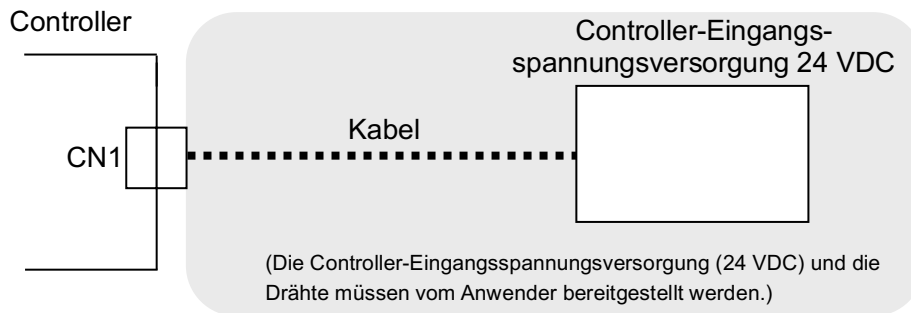 Controller
Controller-Eingangs-
spannungsversorgung 24 VDC
Kabel
CN1
(Die Controller-Eingangsspannungsversorgung (24 VDC) und die
Drähte müssen vom Anwender bereitgestellt werden.)